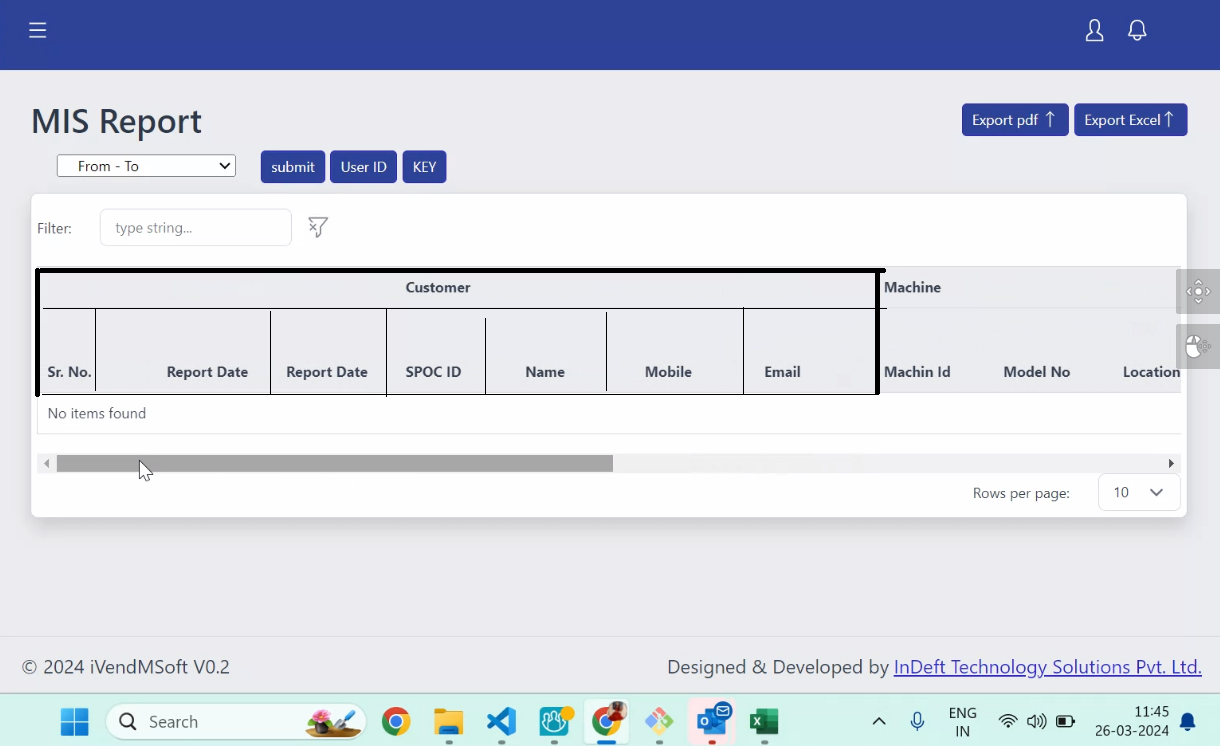 MIS Report
Export pdf ↑ Export Excel ↑
From - To submit User ID KEY
Filter: type string...
Customer Machine
Sr. No. Report Date Report Date SPOC ID Name Mobile Email Machin Id Model No Location
No items found
Rows per page: 10
© 2024 iVendMSoft V0.2 Designed & Developed by InDeft Technology Solutions Pvt. Ltd.
Search ENG 11:45
IN 26-03-2024